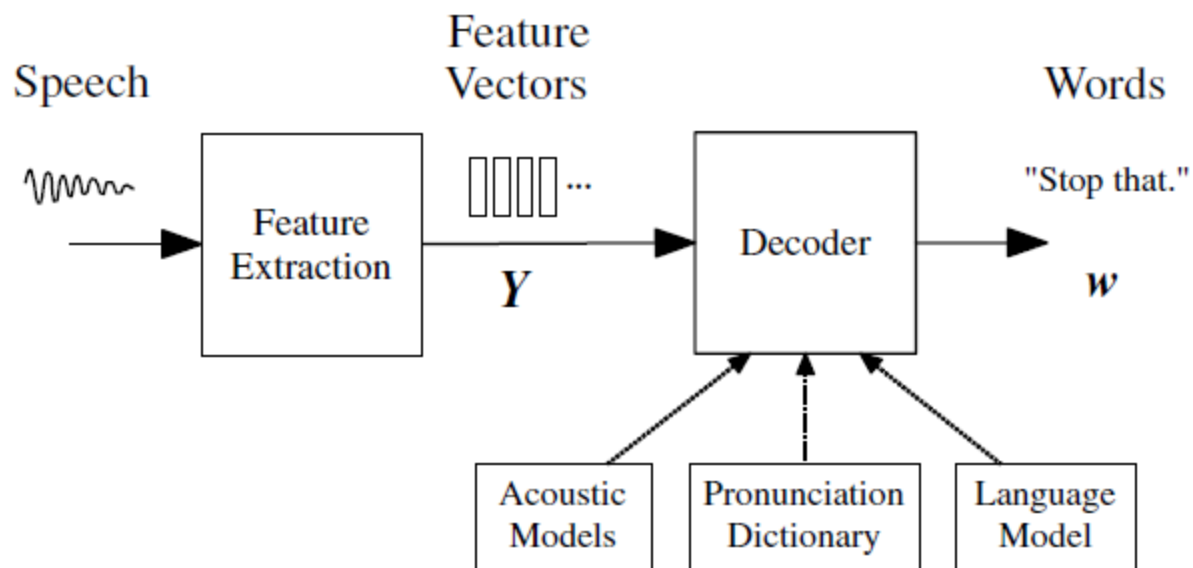 Speech
Feature
Vectors
Words
...
"Stop that."
Feature
Extraction
Decoder
Y
w
Acoustic
Models
Pronunciation
Dictionary
Language
Model